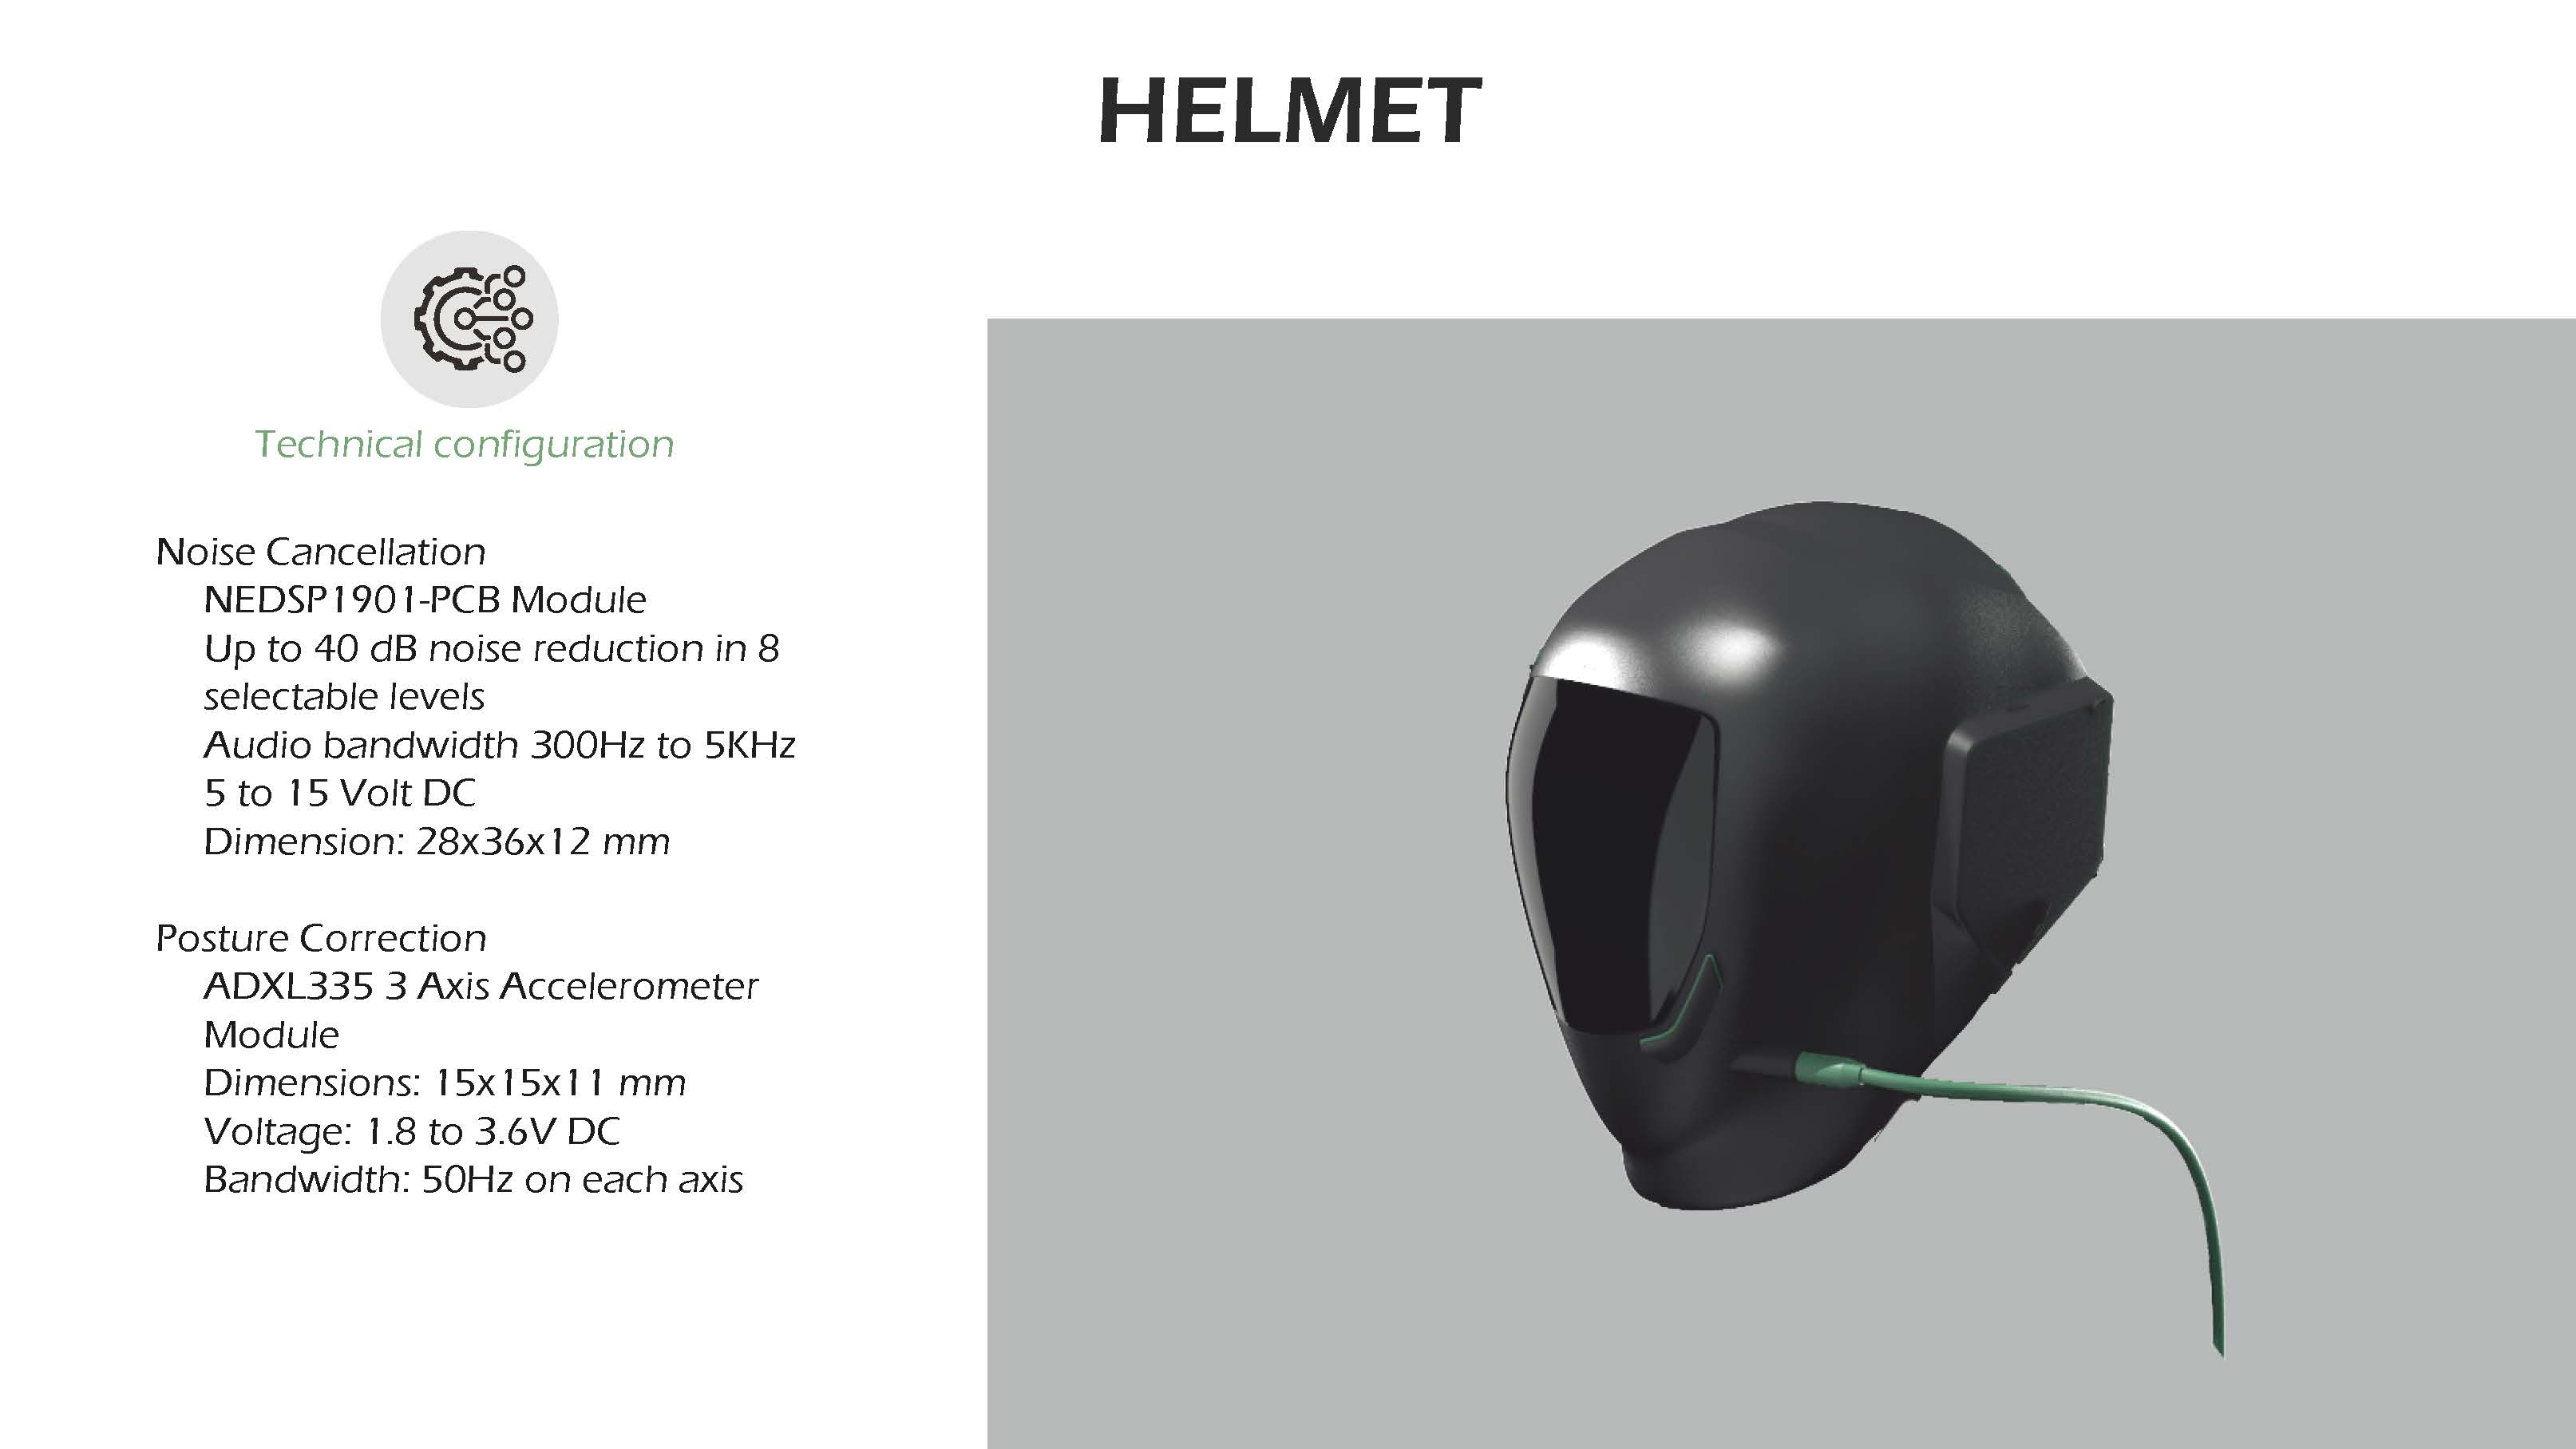 HELMET
Technical configuration
Noise Cancellation
NEDSP1901-PCB Module
Up to 40 dB noise reduction in 8
selectable levels
Audio bandwidth 300Hz to 5KHz
5 to 15 Volt DC
Dimension: 28x36x12 mm
Posture Correction
ADXL335 3 Axis Accelerometer
Module
Dimensions: 15x15x11 mm
Voltage: 1.8 to 3.6V DC
Bandwidth: 50Hz on each axis